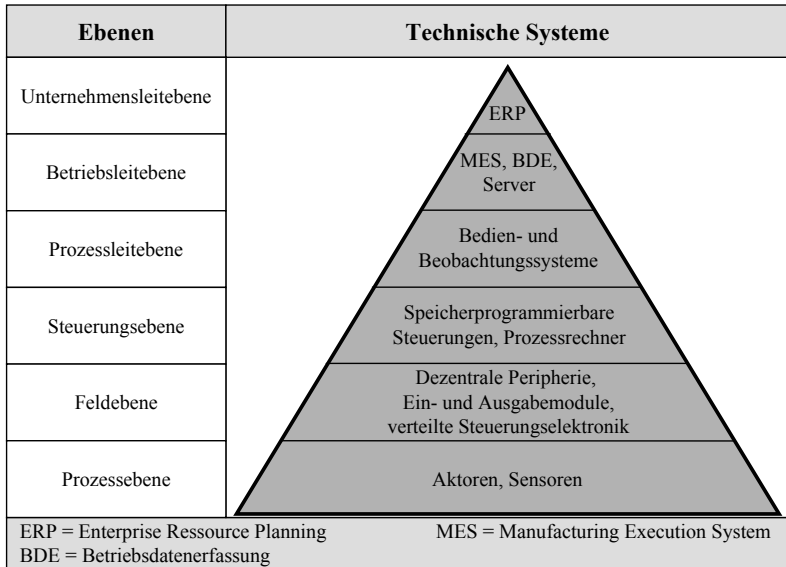 Ebenen
Technische Systeme
Unternehmensleitebene
ERP
Betriebsleitebene
MES, BDE,
Server
Prozessleitebene
Bedien- und
Beobachtungssysteme
Steuerungsebene
Speicherprogrammierbare
Steuerungen, Prozessrechner
Feldebene
Dezentrale Peripherie,
Ein- und Ausgabemodule,
verteilte Steuerungselektronik
Prozessebene
Aktoren, Sensoren
ERP = Enterprise Ressource Planning
MES = Manufacturing Execution System
BDE = Betriebsdatenerfassung